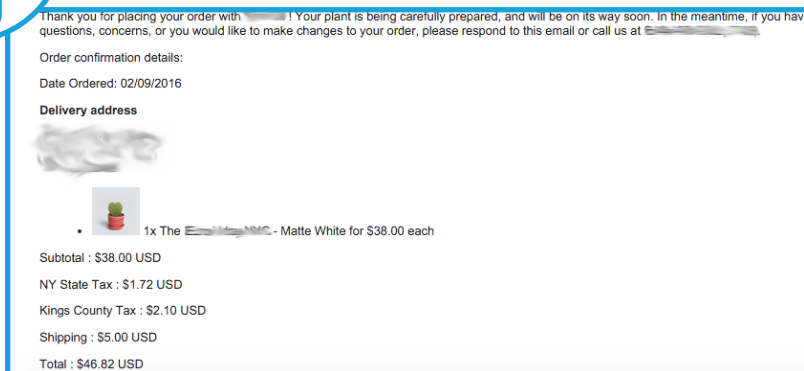 Thank you for placing your order with ! Your plant is being carefully prepared, and will be on its way soon. In the meantime, if you hav
questions, concerns, or you would like to make changes to your order, please respond to this email or call us at .
Order confirmation details:
Date Ordered: 02/09/2016
Delivery address
1x The - Matte White for $38.00 each
Subtotal : $38.00 USD
NY State Tax : $1.72 USD
Kings County Tax : $2.10 USD
Shipping : $5.00 USD
Total : $46.82 USD